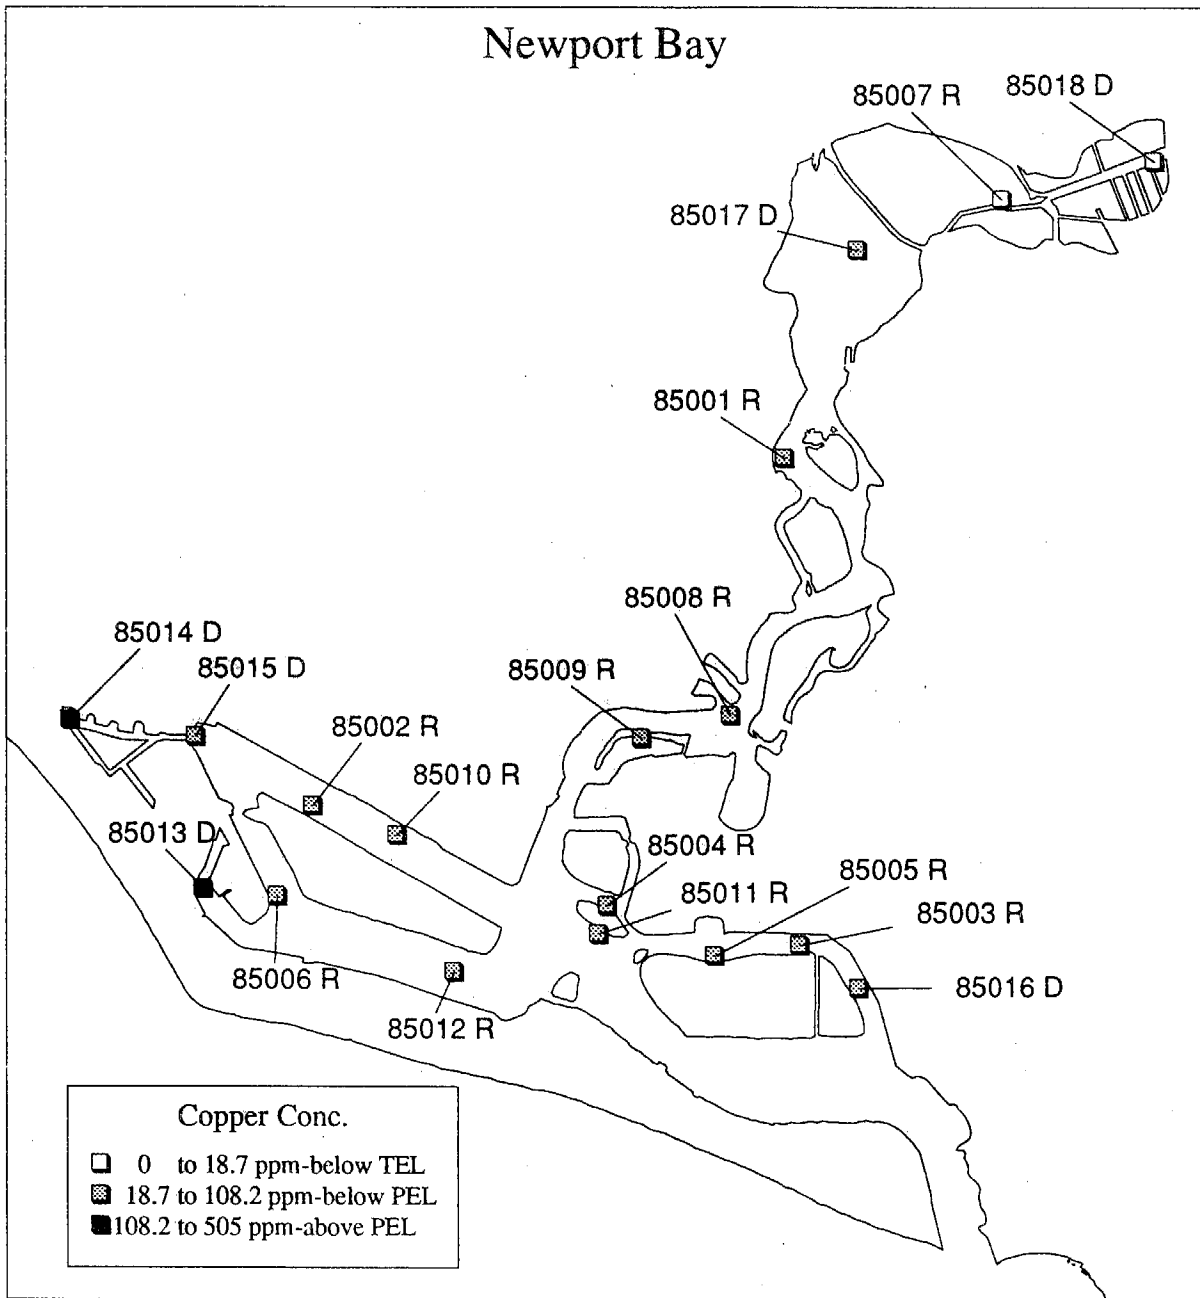 Newport Bay
85018 D
85007 R
85017 D
85001 R
85008 R
85014 D
85015 D
85009 R
85002 R
85010 R
85013 D
85004 R
85005 R
85011 R
85003 R
85006 R
85016 D
85012 R
Copper Conc.
0 to 18.7 ppm-below TEL
18.7 to 108.2 ppm-below PEL
108.2 to 505 ppm-above PEL